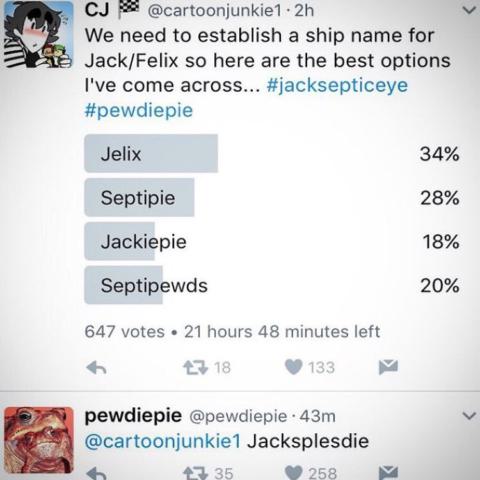 CJ 🏁 @cartoonjunkie1 · 2h
We need to establish a ship name for
Jack/Felix so here are the best options
I've come across... #jacksepticeye
#pewdiepie
Jelix 34%
Septipie 28%
Jackiepie 18%
Septipewds 20%
647 votes • 21 hours 48 minutes left
18 133
pewdiepie @pewdiepie · 43m
@cartoonjunkie1 Jacksplesdie
35 258